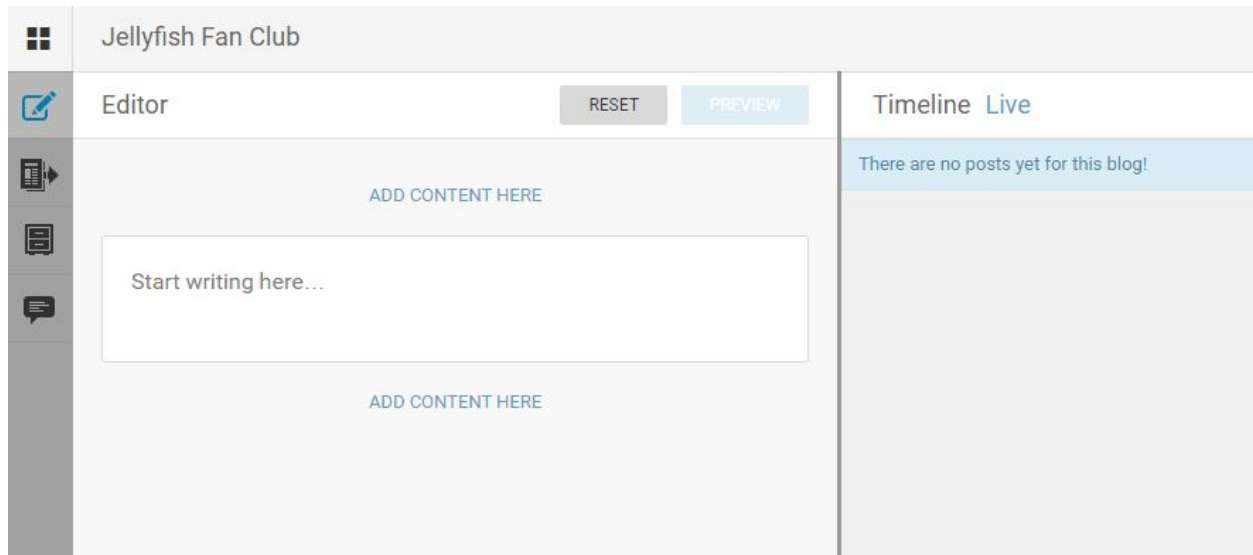 Jellyfish Fan Club
Editor
RESET
PREVIEW
Timeline Live
There are no posts yet for this blog!
ADD CONTENT HERE
Start writing here...
ADD CONTENT HERE